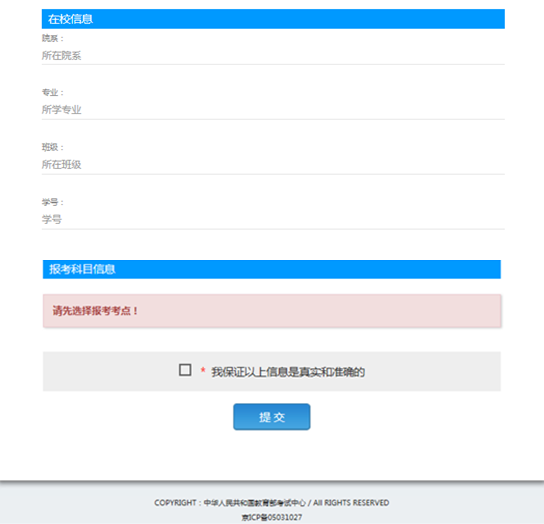 在校信息
院系：
所在院系
专业：
所学专业
班级：
所在班级
学号：
学号
报考科目信息
请先选择报考考点！
* 我保证以上信息是真实和准确的
提 交
COPYRIGHT：中华人民共和国教育部考试中心 / All RIGHTS RESERVED
京ICP备05031027